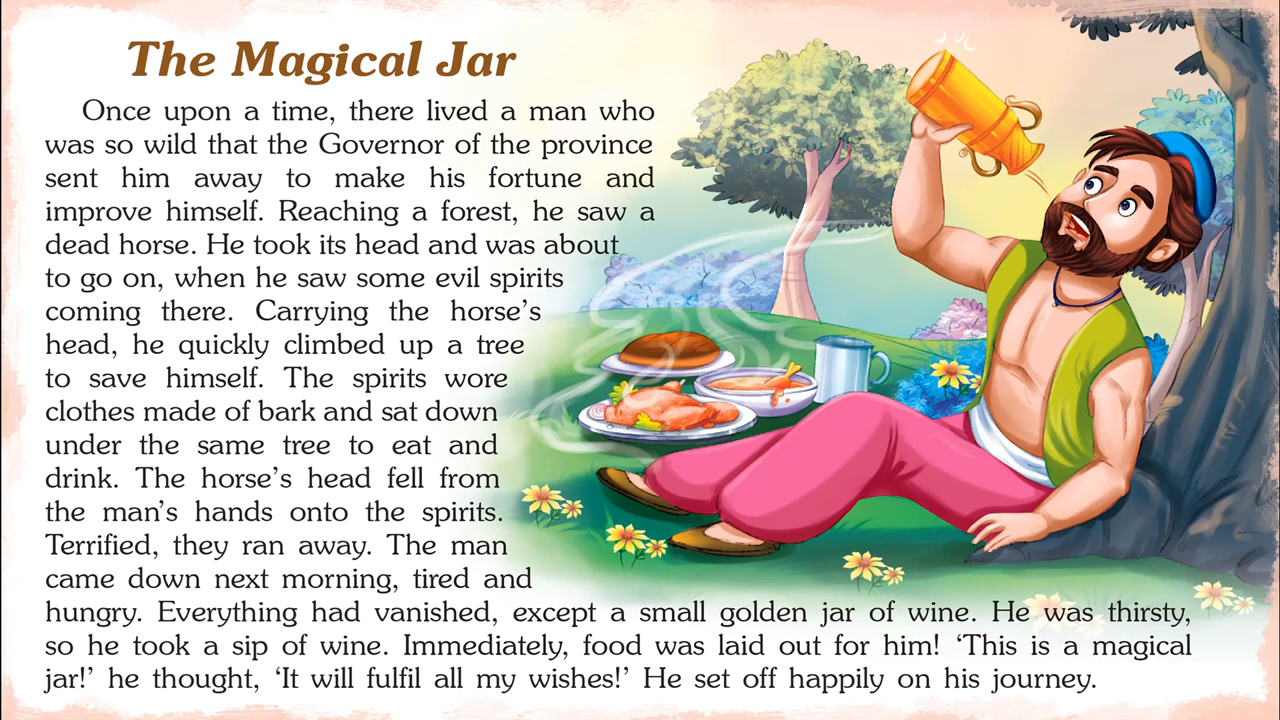 The Magical Jar
Once upon a time, there lived a man who
was so wild that the Governor of the province
sent him away to make his fortune and
improve himself. Reaching a forest, he saw a
dead horse. He took its head and was about
to go on, when he saw some evil spirits
coming there. Carrying the horse’s
head, he quickly climbed up a tree
to save himself. The spirits wore
clothes made of bark and sat down
under the same tree to eat and
drink. The horse’s head fell from
the man’s hands onto the spirits.
Terrified, they ran away. The man
came down next morning, tired and
hungry. Everything had vanished, except a small golden jar of wine. He was thirsty,
so he took a sip of wine. Immediately, food was laid out for him! ‘This is a magical
jar!’ he thought, ‘It will fulfil all my wishes!’ He set off happily on his journey.